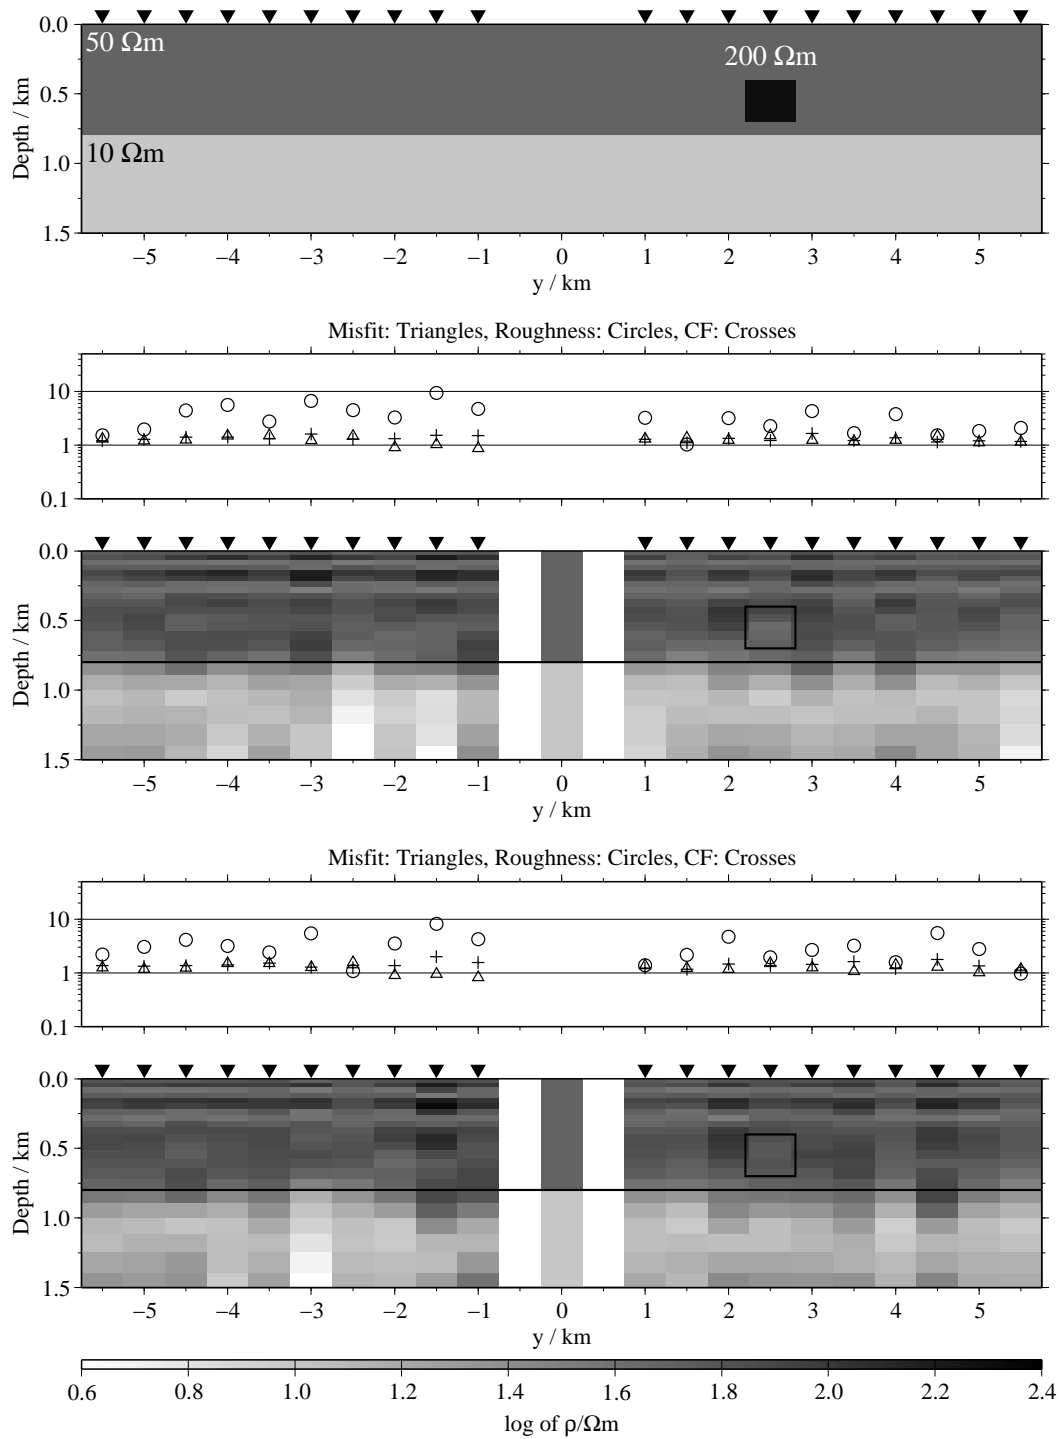 0.0
50 Ωm
200 Ωm
0.5
10 Ωm
1.0
1.5
Depth / km
−5 −4 −3 −2 −1 0 1 2 3 4 5
y / km
Misfit: Triangles, Roughness: Circles, CF: Crosses
10
1
0.1
0.0
0.5
1.0
1.5
Depth / km
−5 −4 −3 −2 −1 0 1 2 3 4 5
y / km
Misfit: Triangles, Roughness: Circles, CF: Crosses
10
1
0.1
0.0
0.5
1.0
1.5
Depth / km
−5 −4 −3 −2 −1 0 1 2 3 4 5
y / km
0.6 0.8 1.0 1.2 1.4 1.6 1.8 2.0 2.2 2.4
log of ρ/Ωm